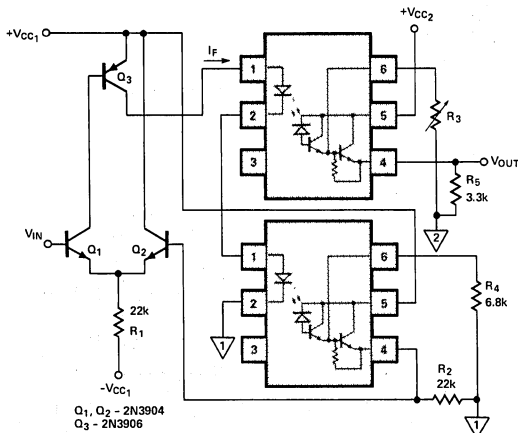 +VCC1
IF
+VCC2
Q3
1
2
3
6
5
4
R3
VOUT
R5
3.3k
2
VIN
Q1
Q2
1
2
3
6
5
4
R4
6.8k
22k
R1
1
R2
22k
1
-VCC1
Q1, Q2 – 2N3904
Q3 – 2N3906